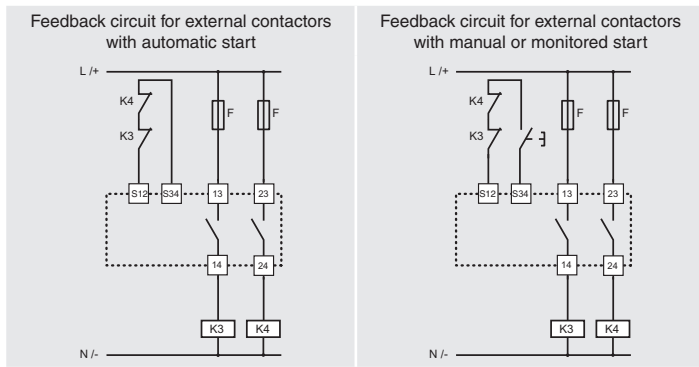 Feedback circuit for external contactors
with automatic start
L /+
K4
F
F
K3
S12
S34
13
23
14
24
K3
K4
N /-
Feedback circuit for external contactors
with manual or monitored start
L /+
K4
F
F
K3
S12
S34
13
23
14
24
K3
K4
N /-